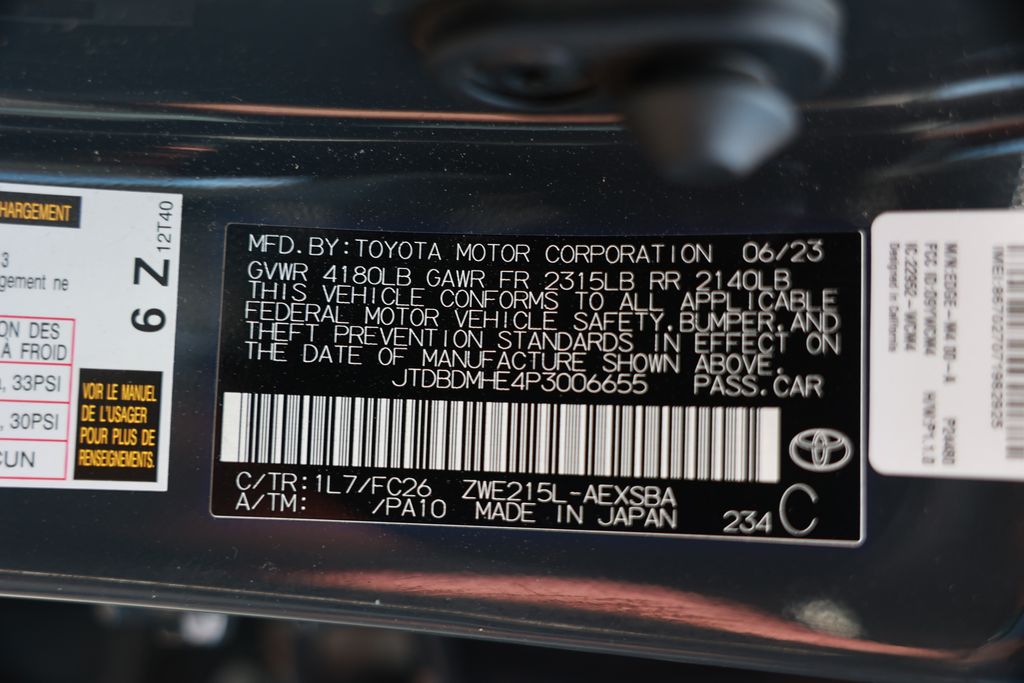 HARGEMENT
3
gement ne
ON DES
À FROID
, 33PSI
, 30PSI
CUN
6 Z
12T40
VOIR LE MANUEL
DE L'USAGER
POUR PLUS DE
RENSEIGNEMENTS.
MFD. BY: TOYOTA MOTOR CORPORATION 06/23
GVWR 4180LB GAWR FR 2315LB RR 2140LB
THIS VEHICLE CONFORMS TO ALL APPLICABLE
FEDERAL MOTOR VEHICLE SAFETY, BUMPER, AND
THEFT PREVENTION STANDARDS IN EFFECT ON
THE DATE OF MANUFACTURE SHOWN ABOVE.
JTDBDMHE4P3006655 PASS.CAR
C/TR: 1L7/FC26 ZWE215L-AEXSBA
A/TM: /PA10 MADE IN JAPAN 234 C
Designed in California